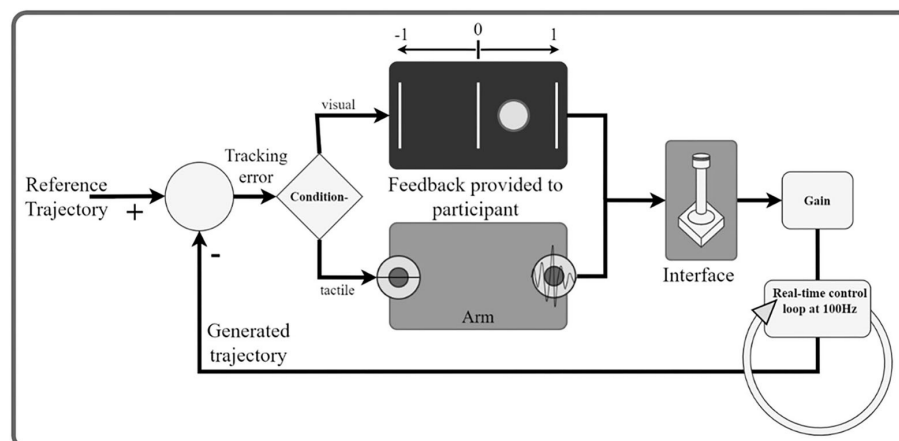 -1 0 1
visual
Tracking
error
Reference
Trajectory
+
Condition-
Feedback provided to
participant
-
tactile
Arm
Interface
Gain
Real-time control
loop at 100Hz
Generated
trajectory